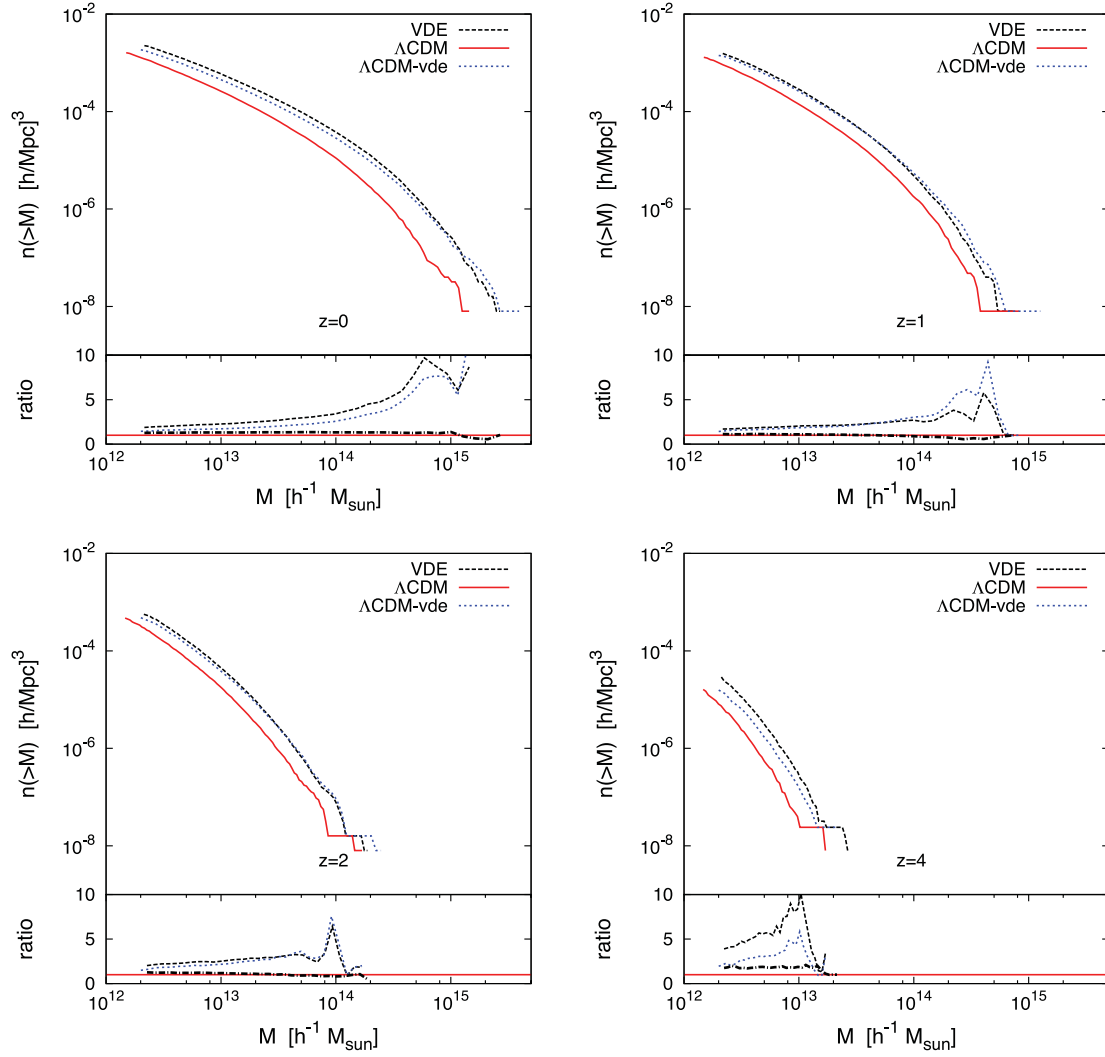 VDE
ΛCDM
ΛCDM-vde
10^-2
10^-4
10^-6
10^-8
n(>M) [h/Mpc]^3
z=0
10
5
0
ratio
10^12 10^13 10^14 10^15
M [h^-1 M_sun]
VDE
ΛCDM
ΛCDM-vde
10^-2
10^-4
10^-6
10^-8
n(>M) [h/Mpc]^3
z=1
10
5
0
ratio
10^12 10^13 10^14 10^15
M [h^-1 M_sun]
VDE
ΛCDM
ΛCDM-vde
10^-2
10^-4
10^-6
10^-8
n(>M) [h/Mpc]^3
z=2
10
5
0
ratio
10^12 10^13 10^14 10^15
M [h^-1 M_sun]
VDE
ΛCDM
ΛCDM-vde
10^-2
10^-4
10^-6
10^-8
n(>M) [h/Mpc]^3
z=4
10
5
0
ratio
10^12 10^13 10^14 10^15
M [h^-1 M_sun]